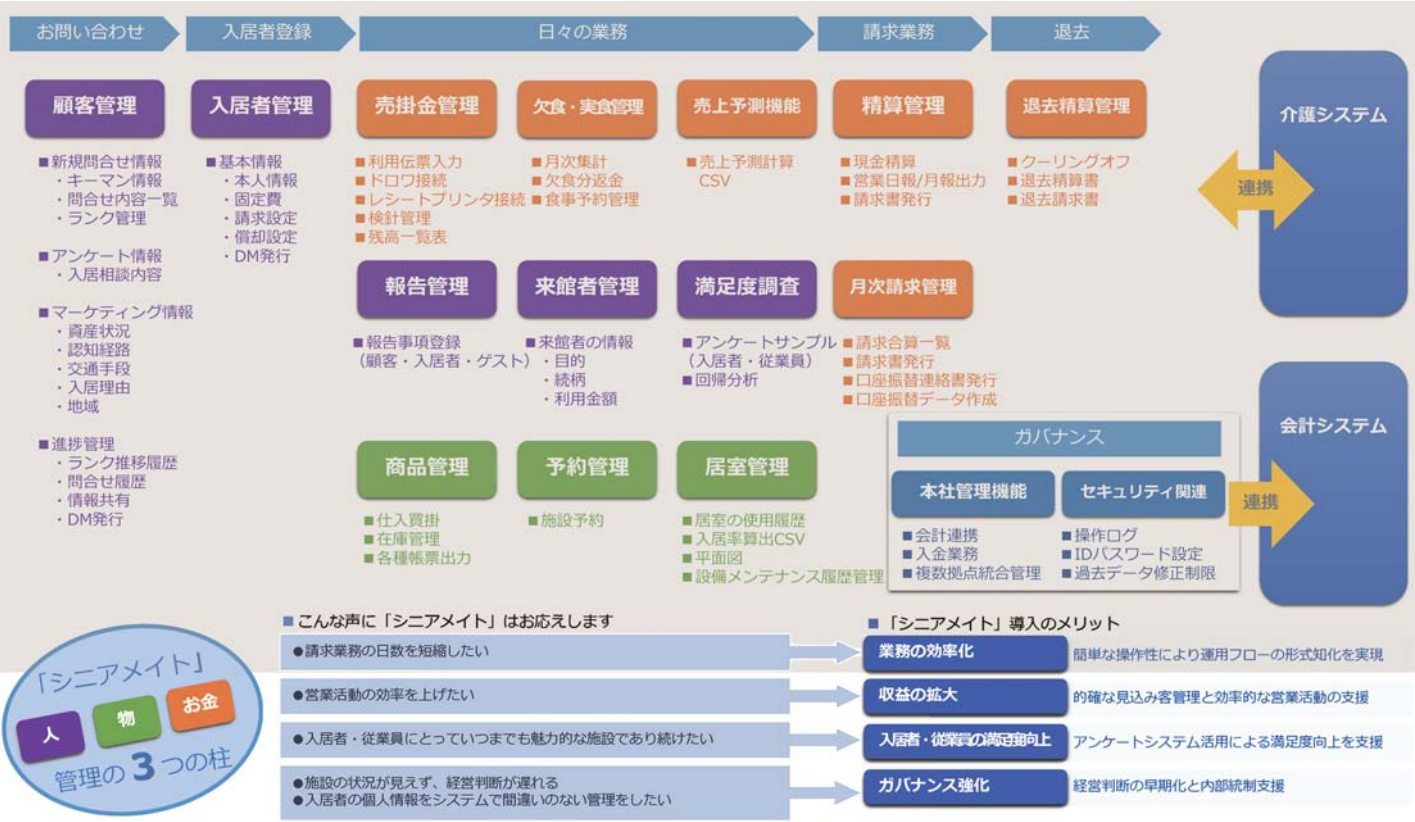 お問い合わせ
入居者登録
日々の業務
請求業務
退去
顧客管理
■新規問合せ情報
・キーマン情報
・問合せ内容一覧
・ランク管理
■アンケート情報
・入居相談内容
■マーケティング情報
・資産状況
・認知経路
・交通手段
・入居理由
・地域
■進捗管理
・ランク推移履歴
・問合せ履歴
・情報共有
・DM発行
入居者管理
■基本情報
・本人情報
・固定費
・請求設定
・償却設定
・DM発行
売掛金管理
■利用伝票入力
■ドロワ接続
■レシートプリンタ接続
■検針管理
■残高一覧表
欠食・実食管理
■月次集計
■欠食分返金
■食事予約管理
売上予測機能
■売上予測計算
CSV
精算管理
■現金精算
■営業日報/月報出力
■請求書発行
退去精算管理
■クーリングオフ
■退去精算書
■退去請求書
報告管理
■報告事項登録
（顧客・入居者・ゲスト）
来館者管理
■来館者の情報
・目的
・続柄
・利用金額
満足度調査
■アンケートサンプル
（入居者・従業員）
■回帰分析
月次請求管理
■請求合算一覧
■請求書発行
■口座振替連絡書発行
■口座振替データ作成
商品管理
■仕入買掛
■在庫管理
■各種帳票出力
予約管理
■施設予約
居室管理
■居室の使用履歴
■入居率算出CSV
■平面図
■設備メンテナンス履歴管理
ガバナンス
本社管理機能
■会計連携
■入金業務
■複数拠点統合管理
セキュリティ関連
■操作ログ
■IDパスワード設定
■過去データ修正制限
介護システム
連携
会計システム
連携
「シニアメイト」
人
物
お金
管理の3つの柱
■こんな声に「シニアメイト」はお応えします
●請求業務の日数を短縮したい
●営業活動の効率を上げたい
●入居者・従業員にとっていつまでも魅力的な施設であり続けたい
●施設の状況が見えず、経営判断が遅れる
●入居者の個人情報をシステムで間違いのない管理をしたい
■「シニアメイト」導入のメリット
業務の効率化
簡単な操作性により運用フローの形式知化を実現
収益の拡大
的確な見込み客管理と効率的な営業活動の支援
入居者・従業員の満足度向上
アンケートシステム活用による満足度向上を支援
ガバナンス強化
経営判断の早期化と内部統制支援